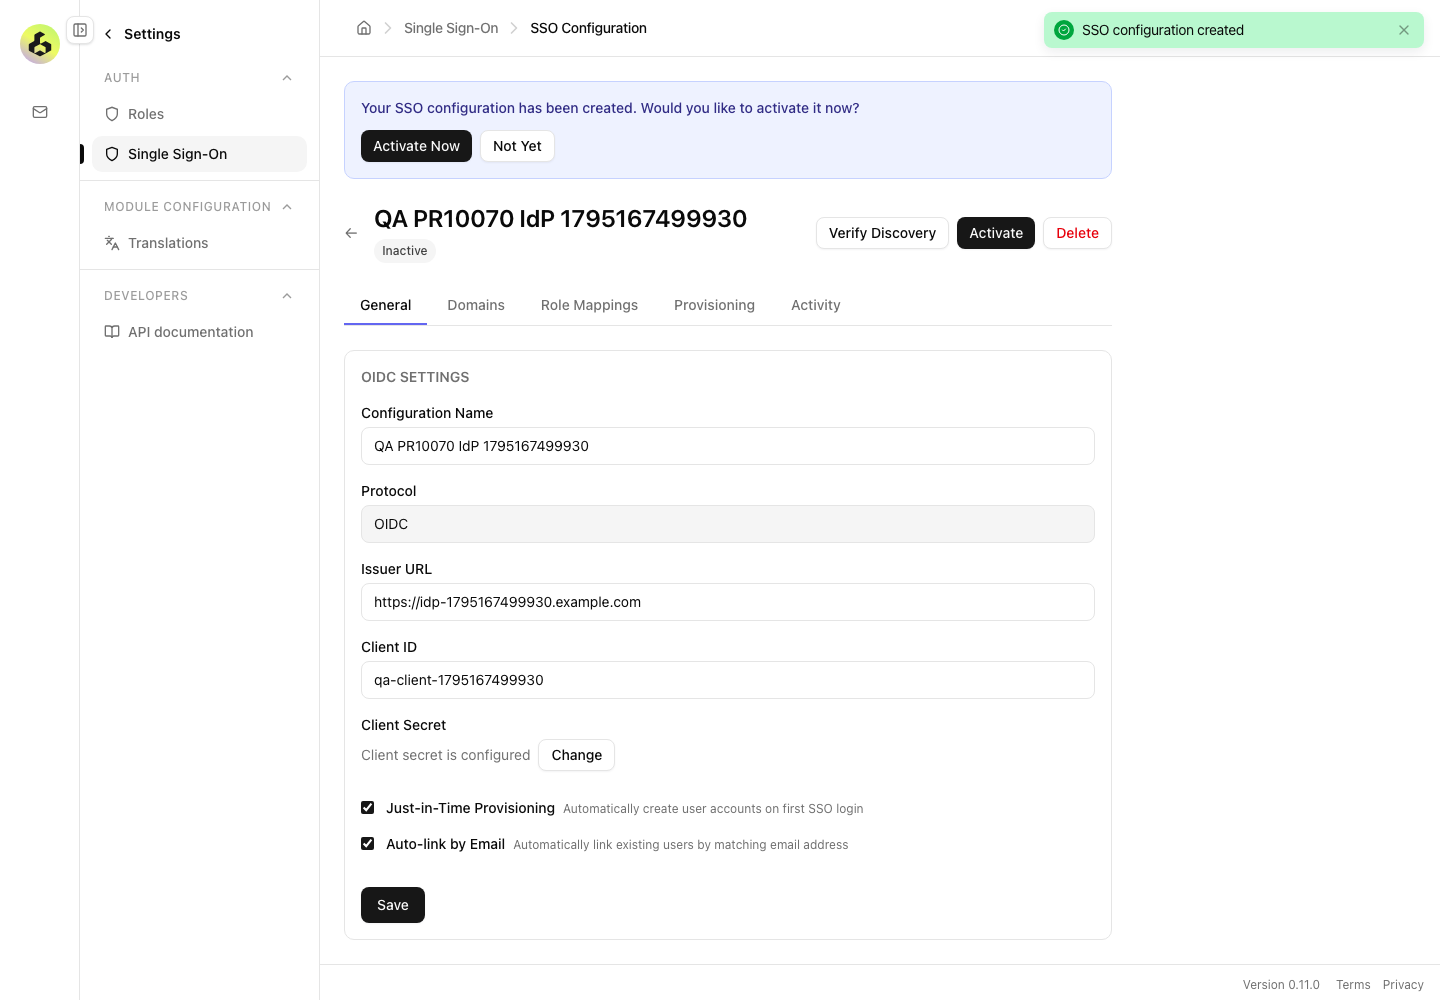 Settings
AUTH
Roles
Single Sign-On
MODULE CONFIGURATION
Translations
DEVELOPERS
API documentation
Single Sign-On
SSO Configuration
SSO configuration created
Your SSO configuration has been created. Would you like to activate it now?
Activate Now
Not Yet
QA PR10070 IdP 1795167499930
Inactive
Verify Discovery
Activate
Delete
General
Domains
Role Mappings
Provisioning
Activity
OIDC SETTINGS
Configuration Name
QA PR10070 IdP 1795167499930
Protocol
OIDC
Issuer URL
https://idp-1795167499930.example.com
Client ID
qa-client-1795167499930
Client Secret
Client secret is configured
Change
Just-in-Time Provisioning Automatically create user accounts on first SSO login
Auto-link by Email Automatically link existing users by matching email address
Save
Version 0.11.0
Terms
Privacy